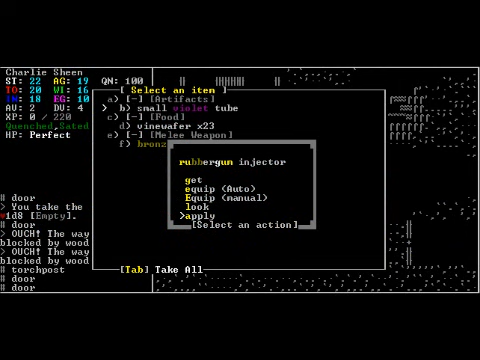 Charlie Sheen
ST: 22 AG: 19 QN: 100
TO: 20 WI: 16
IN: 18 EG: 10
AV: 2 DV: 4
XP: 0 / 220
Quenched, Sated
HP: Perfect
[ Select an item ]
a) [-] [Artifacts]
> b) small violet tube
c) [-] [Food]
d) vinewafer x23
e) [-] [Melee Weapon]
f) bronz
rubbergum injector
get
equip (Auto)
Equip (manual)
look
>apply
[Select an action]
# door
> You take the
♥1d8 [Empty].
# door
> OUCH! The way
blocked by wood
> OUCH! The way
blocked by wood
# torchpost
# door
# door
[Tab] Take All